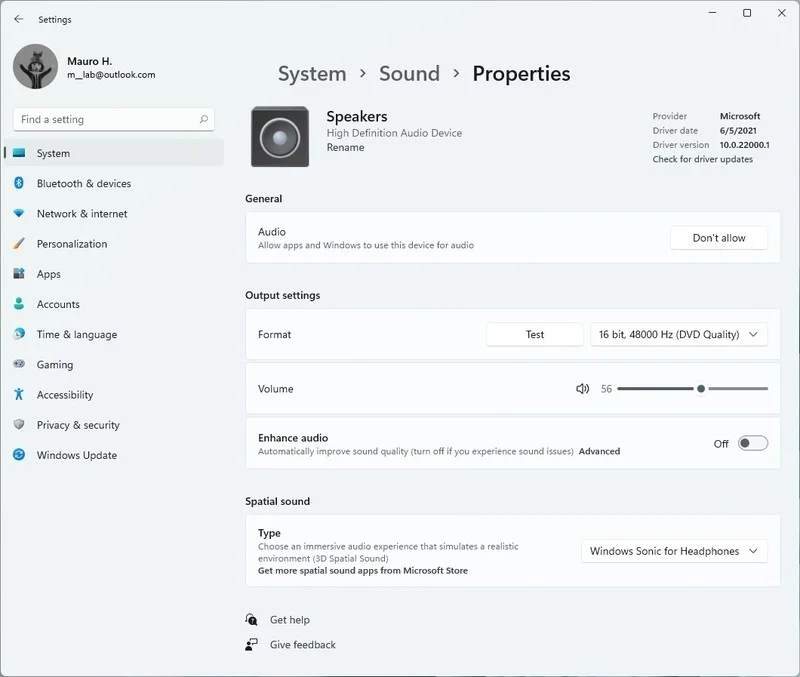 Settings
Mauro H.
m__lab@outlook.com
Find a setting
System
Bluetooth & devices
Network & internet
Personalization
Apps
Accounts
Time & language
Gaming
Accessibility
Privacy & security
Windows Update
System > Sound > Properties
Speakers
High Definition Audio Device
Rename
Provider Microsoft
Driver date 6/5/2021
Driver version 10.0.22000.1
Check for driver updates
General
Audio
Allow apps and Windows to use this device for audio
Don't allow
Output settings
Format
Test
16 bit, 48000 Hz (DVD Quality)
Volume
56
Enhance audio
Automatically improve sound quality (turn off if you experience sound issues) Advanced
Off
Spatial sound
Type
Choose an immersive audio experience that simulates a realistic
environment (3D Spatial Sound)
Get more spatial sound apps from Microsoft Store
Windows Sonic for Headphones
Get help
Give feedback